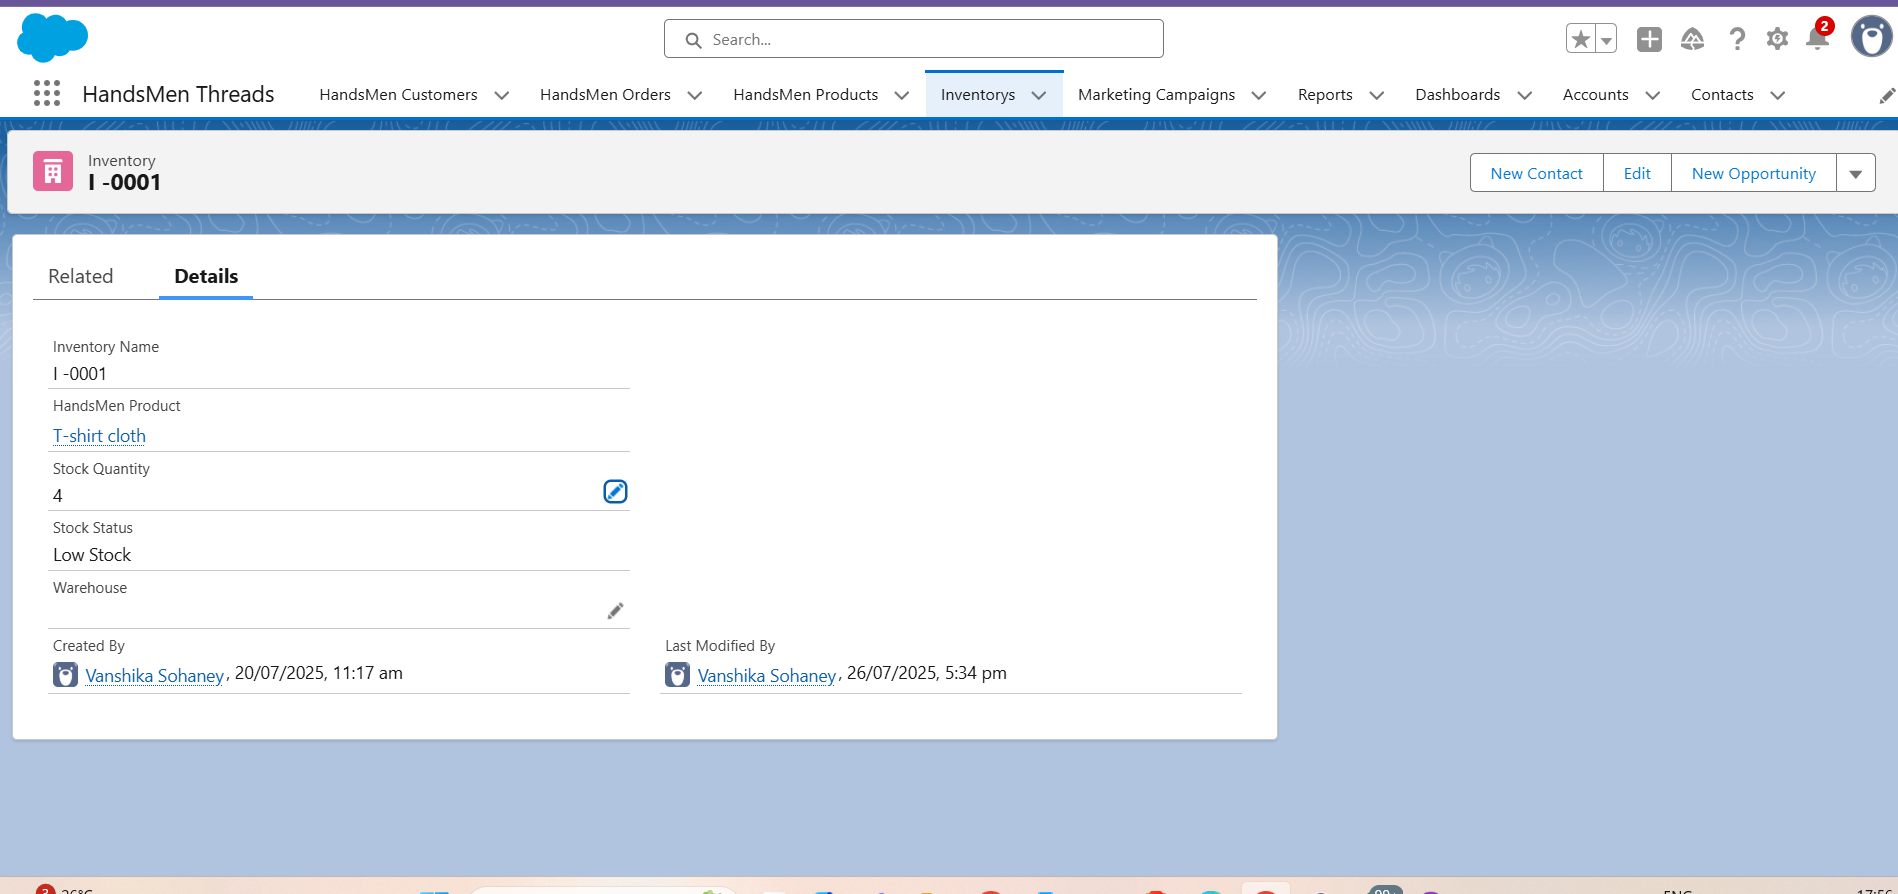 Search...
2
HandsMen Threads
HandsMen Customers
HandsMen Orders
HandsMen Products
Inventorys
Marketing Campaigns
Reports
Dashboards
Accounts
Contacts
Inventory
I -0001
New Contact
Edit
New Opportunity
Related
Details
Inventory Name
I -0001
HandsMen Product
T-shirt cloth
Stock Quantity
4
Stock Status
Low Stock
Warehouse
Created By
Vanshika Sohaney, 20/07/2025, 11:17 am
Last Modified By
Vanshika Sohaney, 26/07/2025, 5:34 pm